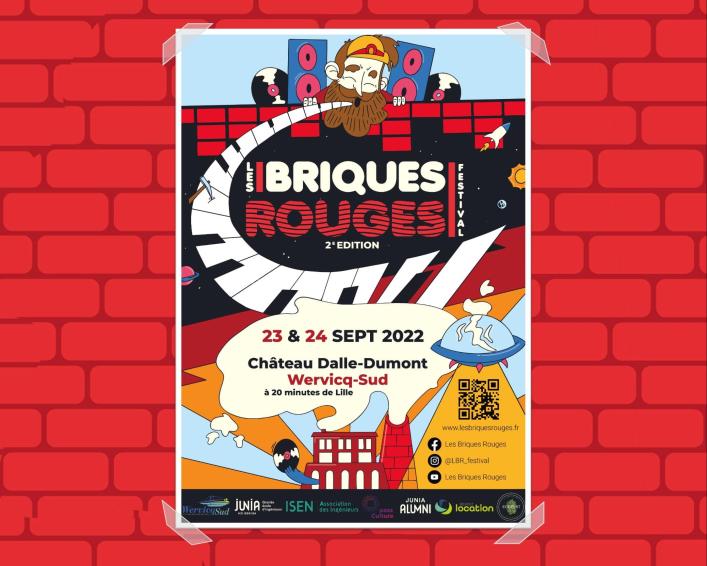 LES
BRIQUES
ROUGES
FESTIVAL
2e EDITION
23 & 24 SEPT 2022
Château Dalle-Dumont
Wervicq-Sud
à 20 minutes de Lille
www.lesbriquesrouges.fr
Les Briques Rouges
@LBR_festival
Les Briques Rouges
Wervicq Sud
JUNIA
ISEN
Association
des Ingénieurs
pass
Culture
JUNIA
ALUMNI
location